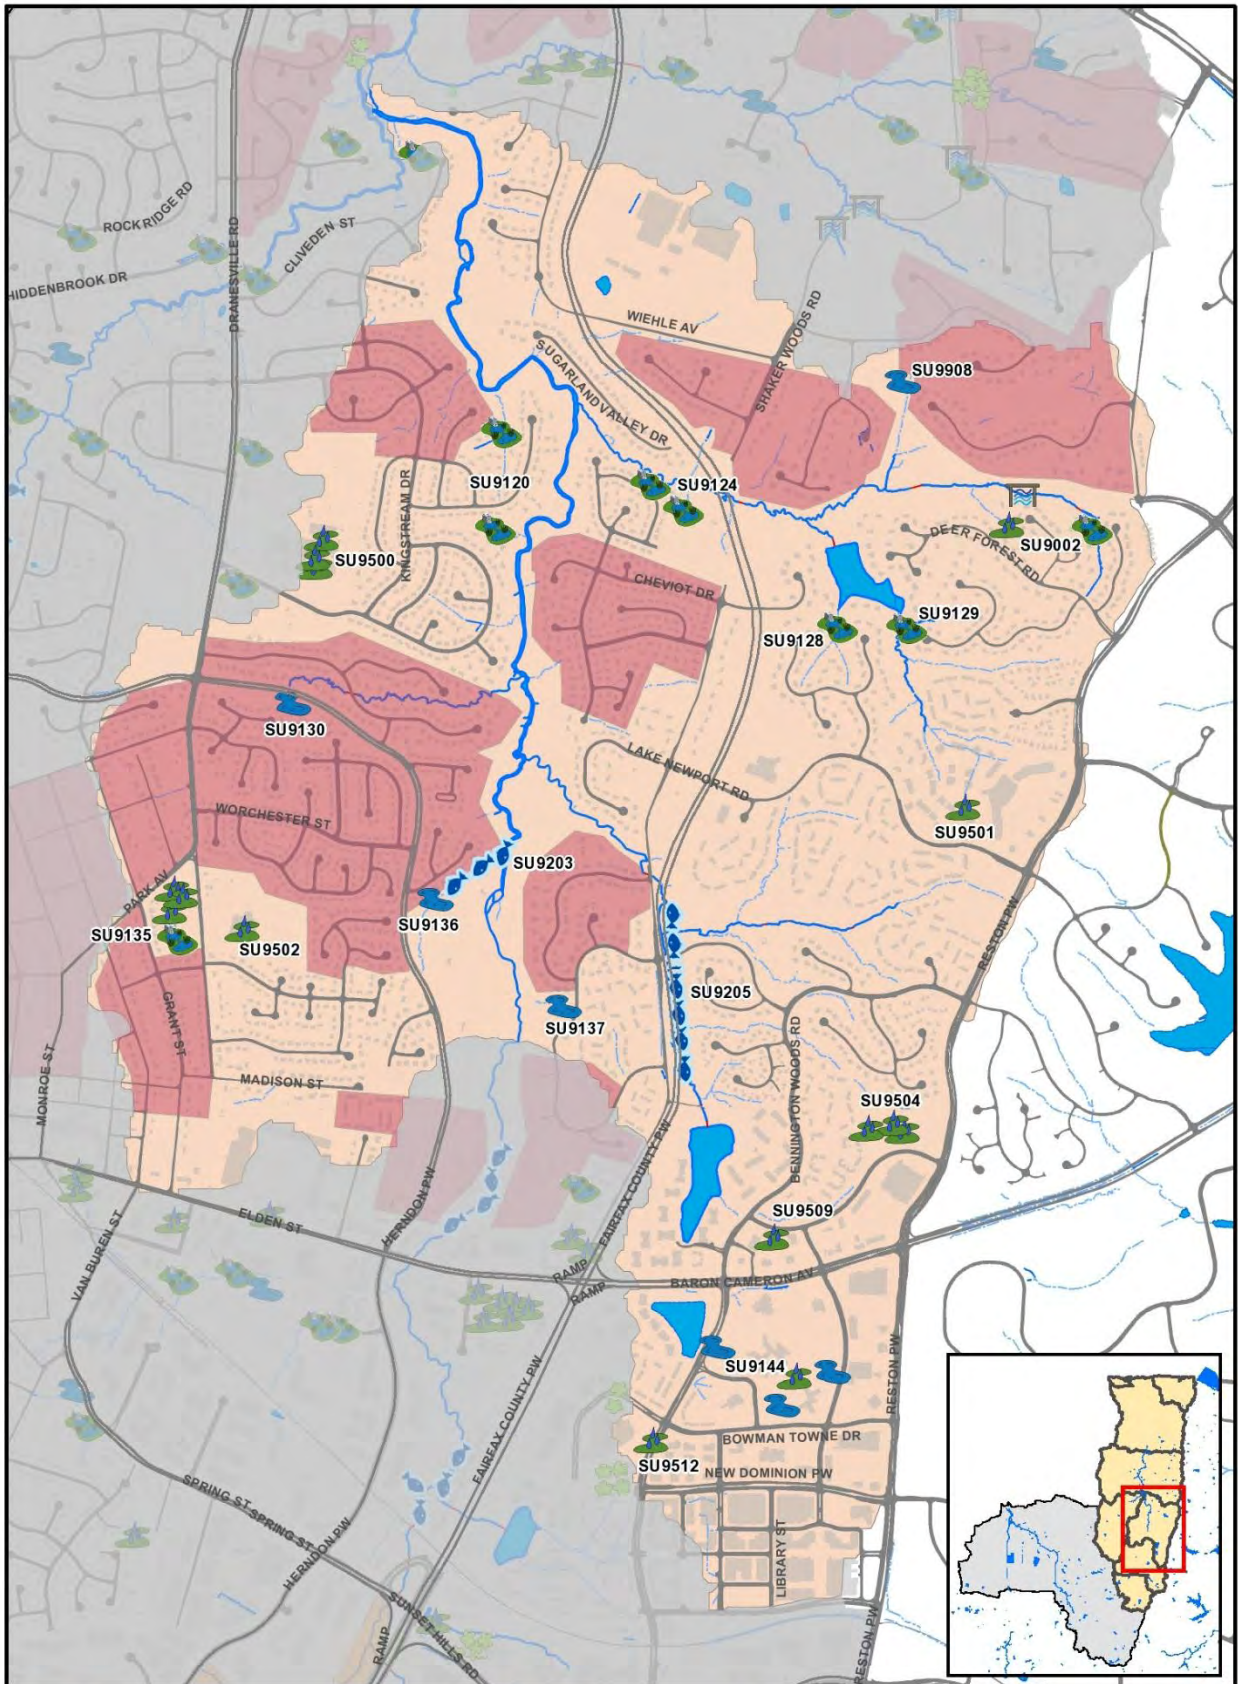 ROCKRIDGE RD
CLIVEDEN ST
HIDDENBROOK DR
DRANESVILLE RD
WIEHLE AV
SHAKER WOODS RD
SUGARLAND VALLEY DR
SU9908
SU9120
SU9124
KINGSTREAM DR
SU9500
DEER FOREST RD
SU9002
CHEVIOT DR
SU9128
SU9129
SU9130
LAKE NEWPORT RD
WORCHESTER ST
SU9501
SU9203
PARK AV
SU9136
SU9135
SU9502
RESTON PW
SU9205
GRANT ST
SU9137
BENNINGTON WOODS RD
MONROE ST
MADISON ST
SU9504
FAIRFAX COUNTY PW
HERNDON PW
VAN BUREN ST
ELDEN ST
SU9509
RAMP
RAMP
BARON CAMERON AV
SU9144
FAIRFAX COUNTY PW
RESTON PW
BOWMAN TOWNE DR
SU9512
NEW DOMINION PW
SPRING ST
SPRING ST
HERNDON PW
LIBRARY ST
SUNSET HILLS RD
RAMP
RESTON PW